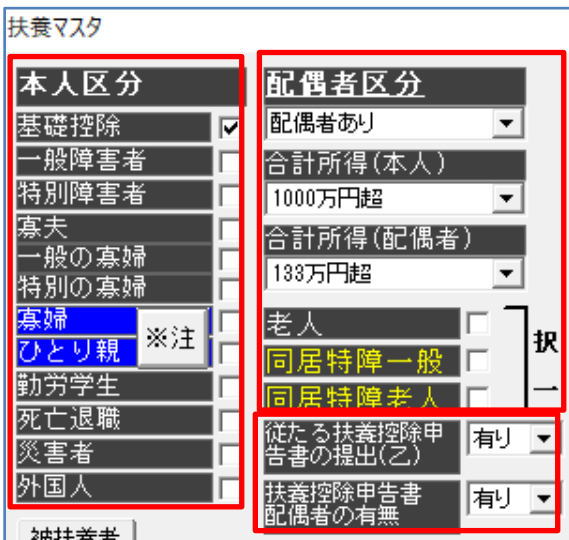 扶養マスタ
本人区分
基礎控除
一般障害者
特別障害者
寡夫
一般の寡婦
特別の寡婦
寡婦
ひとり親
※注
勤労学生
死亡退職
災害者
外国人
被扶養者
配偶者区分
配偶者あり
合計所得(本人)
1000万円超
合計所得(配偶者)
133万円超
老人
同居特障一般
同居特障老人
択
一
従たる扶養控除申
告書の提出(乙)
有り
扶養控除申告書
配偶者の有無
有り